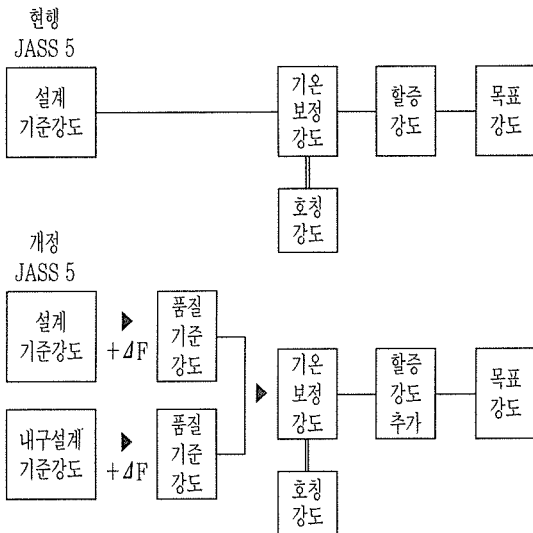 현행
JASS 5
설계
기준강도
기온
보정
강도
할증
강도
목표
강도
호칭
강도
개정
JASS 5
설계
기준강도
+ΔF
품질
기준
강도
내구설계
기준강도
+ΔF
품질
기준
강도
기온
보정
강도
할증
강도
추가
목표
강도
호칭
강도